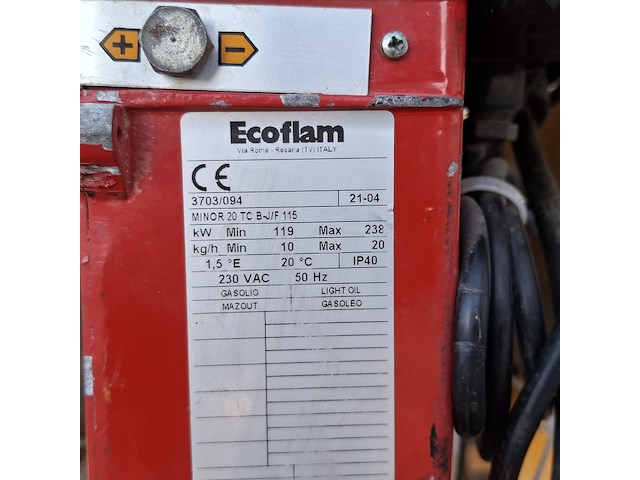 + −
Ecoflam
Via Roma - Resana (TV) ITALY
CE
3703/094 21-04
MINOR 20 TC B-J/F 115
kW Min 119 Max 238
kg/h Min 10 Max 20
1,5 °E 20 °C IP40
230 VAC 50 Hz
GASOLIO LIGHT OIL
MAZOUT GASOLEO